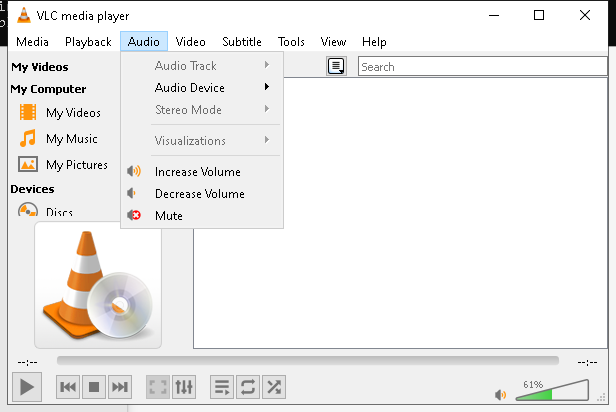 VLC media player
Media Playback Audio Video Subtitle Tools View Help
My Videos
My Computer
My Videos
My Music
My Pictures
Devices
Discs
Audio Track
Audio Device
Stereo Mode
Visualizations
Increase Volume
Decrease Volume
Mute
Search
--:-- --:--
61%